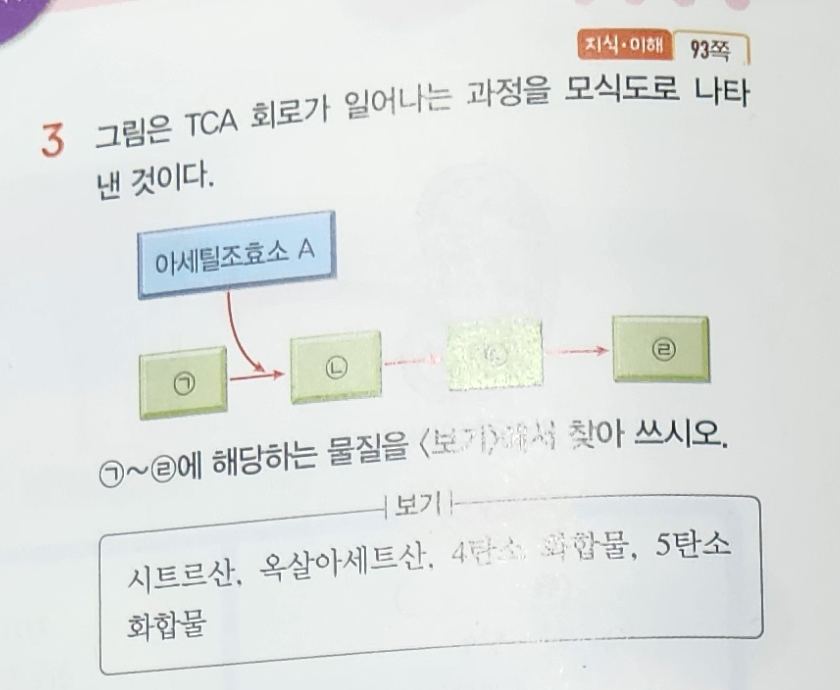 지식·이해 93쪽
3 그림은 TCA 회로가 일어나는 과정을 모식도로 나타
낸 것이다.
아세틸조효소 A
㉠ ㉡ ㉢ ㉣
㉠~㉣에 해당하는 물질을 〈보기〉에서 찾아 쓰시오.
보기
시트르산, 옥살아세트산, 4탄소 화합물, 5탄소
화합물